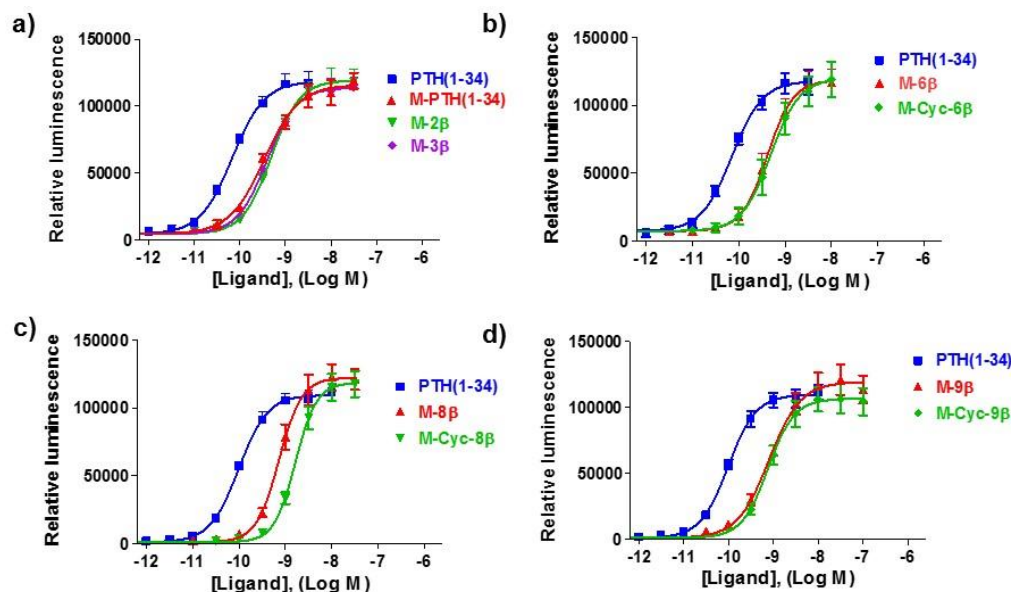 a)
150000
100000
50000
0
Relative luminescence
-12 -11 -10 -9 -8 -7 -6
[Ligand], (Log M )
PTH(1-34)
M-PTH(1-34)
M-2β
M-3β
b)
150000
100000
50000
0
Relative luminescence
-12 -11 -10 -9 -8 -7 -6
[Ligand], (Log M )
PTH(1-34)
M-6β
M-Cyc-6β
c)
150000
100000
50000
0
Relative luminescence
-12 -11 -10 -9 -8 -7 -6
[Ligand], (Log M )
PTH(1-34)
M-8β
M-Cyc-8β
d)
150000
100000
50000
0
Relative luminescence
-12 -11 -10 -9 -8 -7 -6
[Ligand], (Log M )
PTH(1-34)
M-9β
M-Cyc-9β